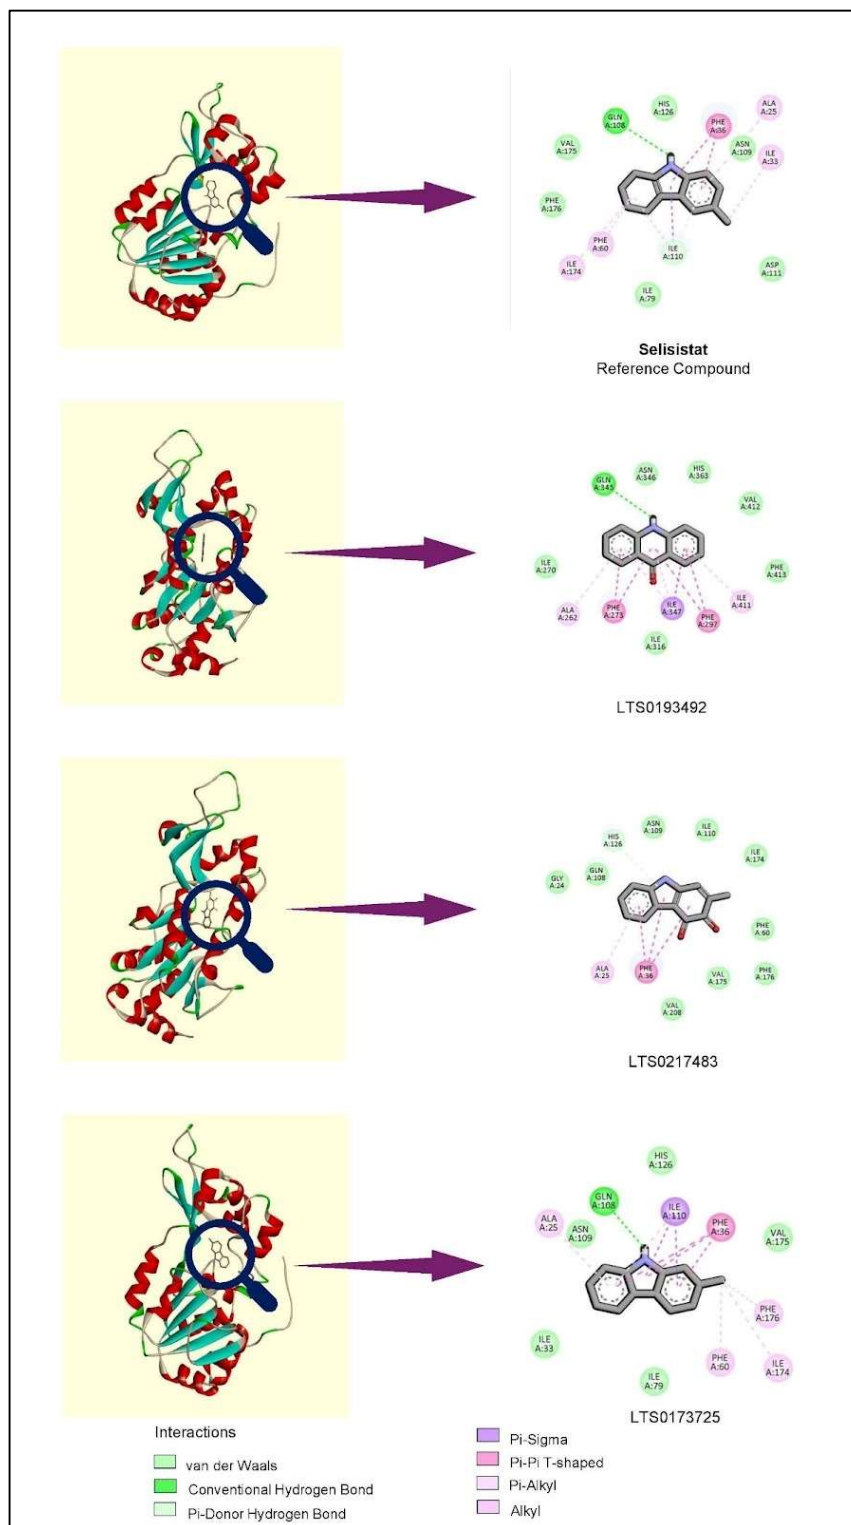 HIS
A:126
ALA
A:25
GLN
A:108
PHE
A:36
VAL
A:175
ASN
A:109
ILE
A:33
PHE
A:176
PHE
A:60
ILE
A:110
ILE
A:174
ASP
A:111
ILE
A:79
Selisistat
Reference Compound
GLN
A:345
ASN
A:346
HIS
A:363
VAL
A:412
ILE
A:270
PHE
A:413
ALA
A:262
PHE
A:273
ILE
A:347
PHE
A:297
ILE
A:411
ILE
A:316
LTS0193492
HIS
A:126
ASN
A:109
ILE
A:110
ILE
A:174
GLY
A:24
GLN
A:108
PHE
A:60
ALA
A:25
PHE
A:36
VAL
A:175
PHE
A:176
VAL
A:208
LTS0217483
HIS
A:126
GLN
A:108
ILE
A:110
ALA
A:25
ASN
A:109
PHE
A:36
VAL
A:175
PHE
A:176
ILE
A:33
PHE
A:60
ILE
A:174
ILE
A:79
LTS0173725
Interactions
van der Waals
Conventional Hydrogen Bond
Pi-Donor Hydrogen Bond
Pi-Sigma
Pi-Pi T-shaped
Pi-Alkyl
Alkyl